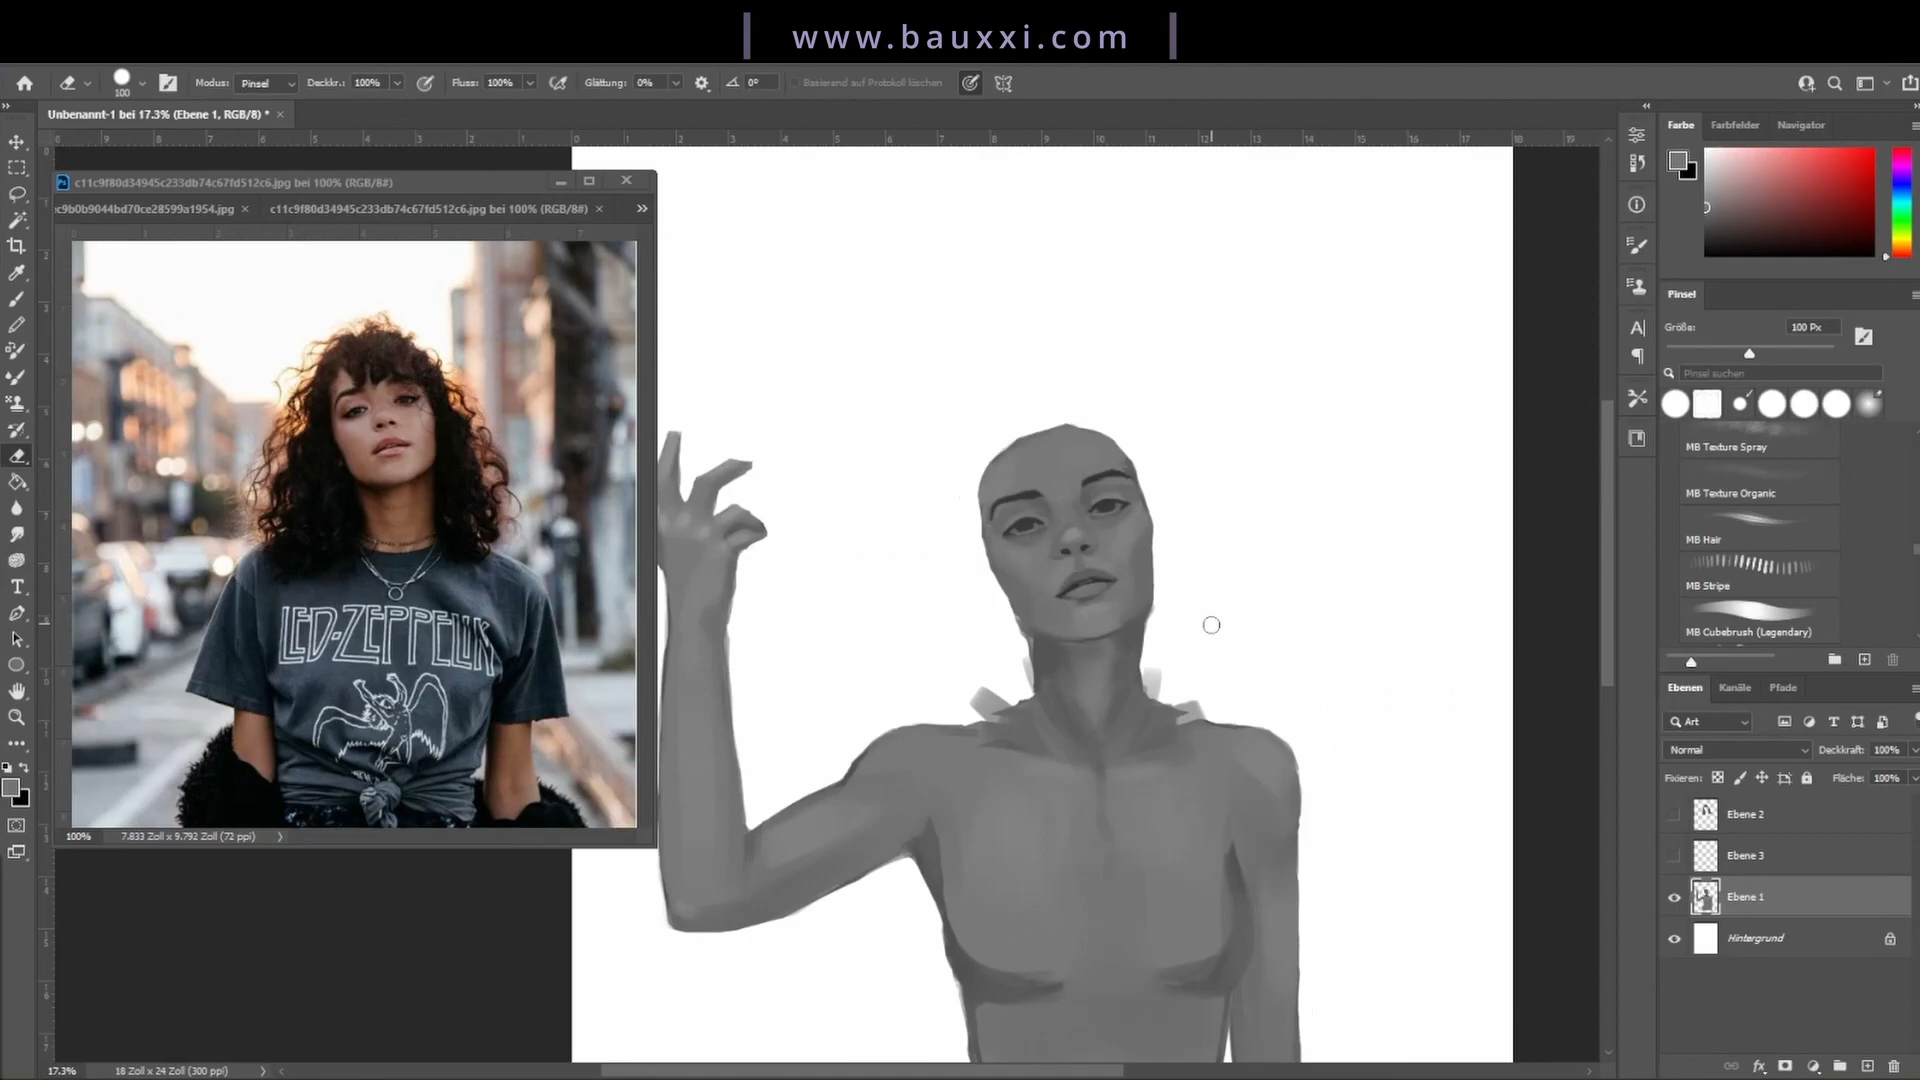 www.bauxxi.com
100
Modus: Pinsel
Deckkr.: 100%
Fluss: 100%
Glättung: 0%
0°
Basierend auf Protokoll löschen
Unbenannt-1 bei 17.3% (Ebene 1, RGB/8) *
c11c9f80d34945c233db74c67fd512c6.jpg bei 100% (RGB/8#)
c9b0b9044bd70ce28599a1954.jpg
c11c9f80d34945c233db74c67fd512c6.jpg bei 100% (RGB/8#)
LED-ZEPPELIN
100%
7.833 Zoll x 9.792 Zoll (72 ppi)
17.3%
18 Zoll x 24 Zoll (300 ppi)
Farbe
Farbfelder
Navigator
Pinsel
Größe:
100 Px
Pinsel suchen
MB Texture Spray
MB Texture Organic
MB Hair
MB Stripe
MB Cubebrush (Legendary)
Ebenen
Kanäle
Pfade
Art
Normal
Deckkraft: 100%
Fixieren:
Fläche: 100%
Ebene 2
Ebene 3
Ebene 1
Hintergrund